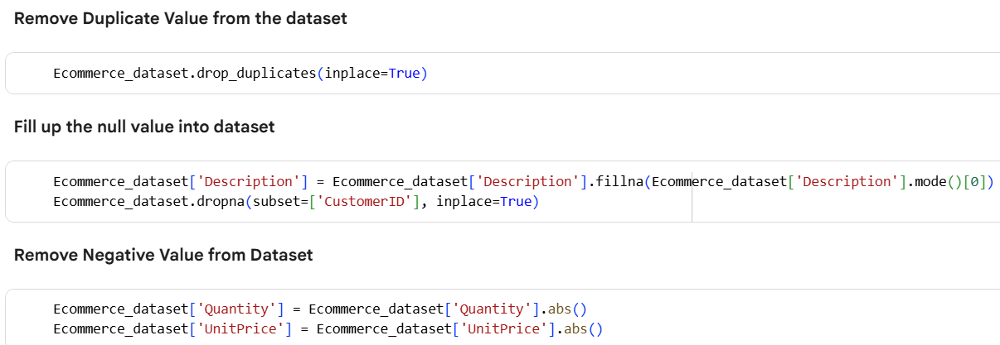 Remove Duplicate Value from the dataset
Ecommerce_dataset.drop_duplicates(inplace=True)
Fill up the null value into dataset
Ecommerce_dataset['Description'] = Ecommerce_dataset['Description'].fillna(Ecommerce_dataset['Description'].mode()[0])
Ecommerce_dataset.dropna(subset=['CustomerID'], inplace=True)
Remove Negative Value from Dataset
Ecommerce_dataset['Quantity'] = Ecommerce_dataset['Quantity'].abs()
Ecommerce_dataset['UnitPrice'] = Ecommerce_dataset['UnitPrice'].abs()